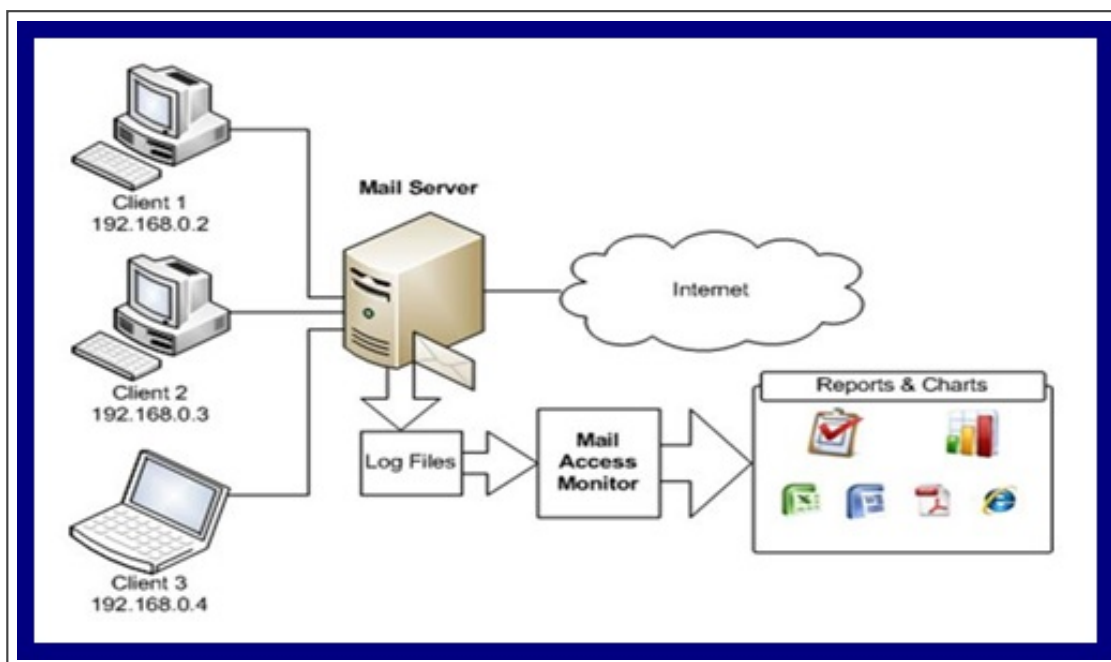 Client 1
192.168.0.2
Mail Server
Internet
Client 2
192.168.0.3
Reports & Charts
Log Files
Mail
Access
Monitor
Client 3
192.168.0.4